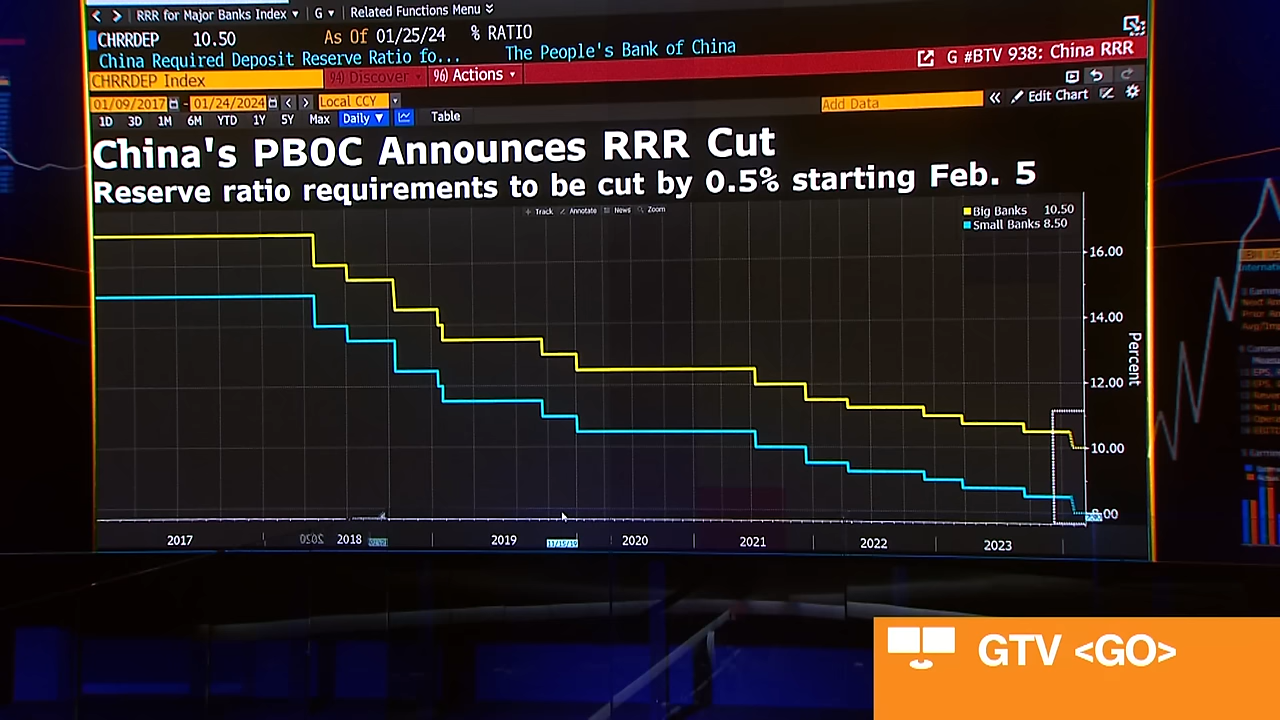 RRR for Major Banks Index
G
Related Functions Menu
CHRRDEP 10.50 As Of 01/25/24 % RATIO
China Required Deposit Reserve Ratio fo... The People's Bank of China
G #BTV 938: China RRR
CHRRDEP Index 94) Discover 96) Actions
01/09/2017 - 01/24/2024 Local CCY Add Data Edit Chart
1D 3D 1M 6M YTD 1Y 5Y Max Daily Table
China's PBOC Announces RRR Cut
Reserve ratio requirements to be cut by 0.5% starting Feb. 5
Track Annotate News Zoom
Big Banks 10.50
Small Banks 8.50
16.00
14.00
12.00
10.00
8.00
Percent
2017 2018 2019 2020 2021 2022 2023
11/15/19
GTV <GO>